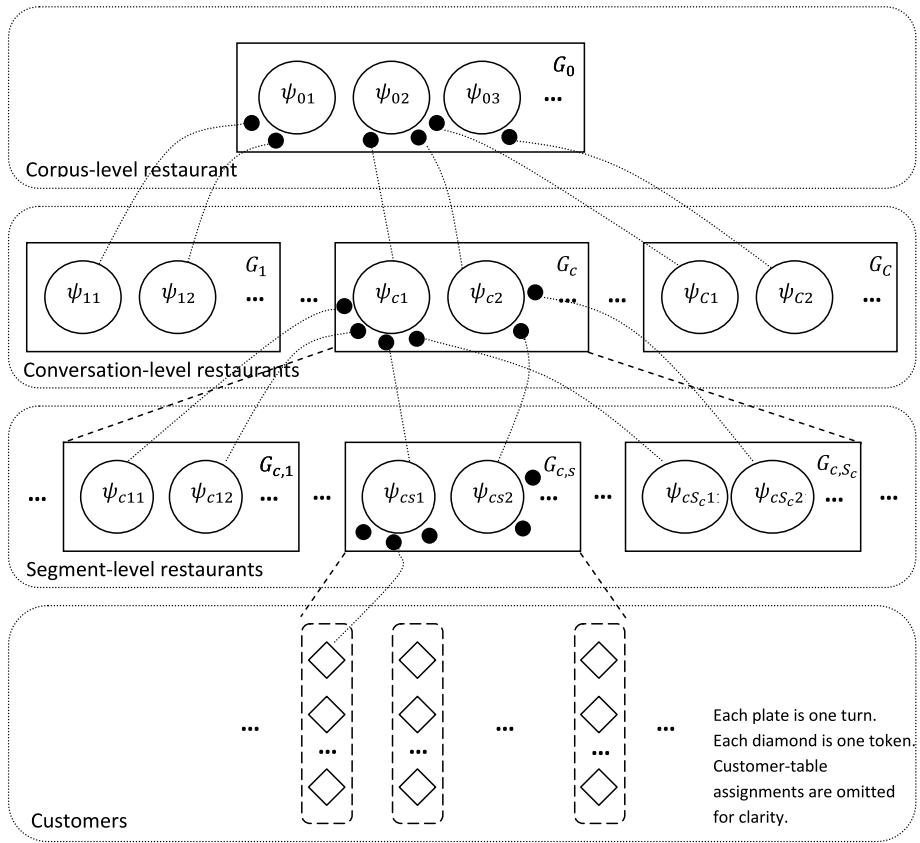 ψ01 ψ02 ψ03 ... G0
Corpus-level restaurant
ψ11 ψ12 ... G1 ... ψc1 ψc2 ... Gc ... ψC1 ψC2 ... GC
Conversation-level restaurants
... ψc11 ψc12 ... Gc,1 ... ψcs1 ψcs2 ... Gc,s ... ψcSc1 ψcSc2 ... Gc,Sc ...
Segment-level restaurants
... ... ... ... ... ...
Each plate is one turn.
Each diamond is one token.
Customer-table
assignments are omitted
for clarity.
Customers